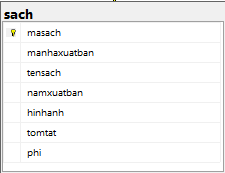 sach
masach
manhaxuatban
tensach
namxuatban
hinhanh
tomtat
phi